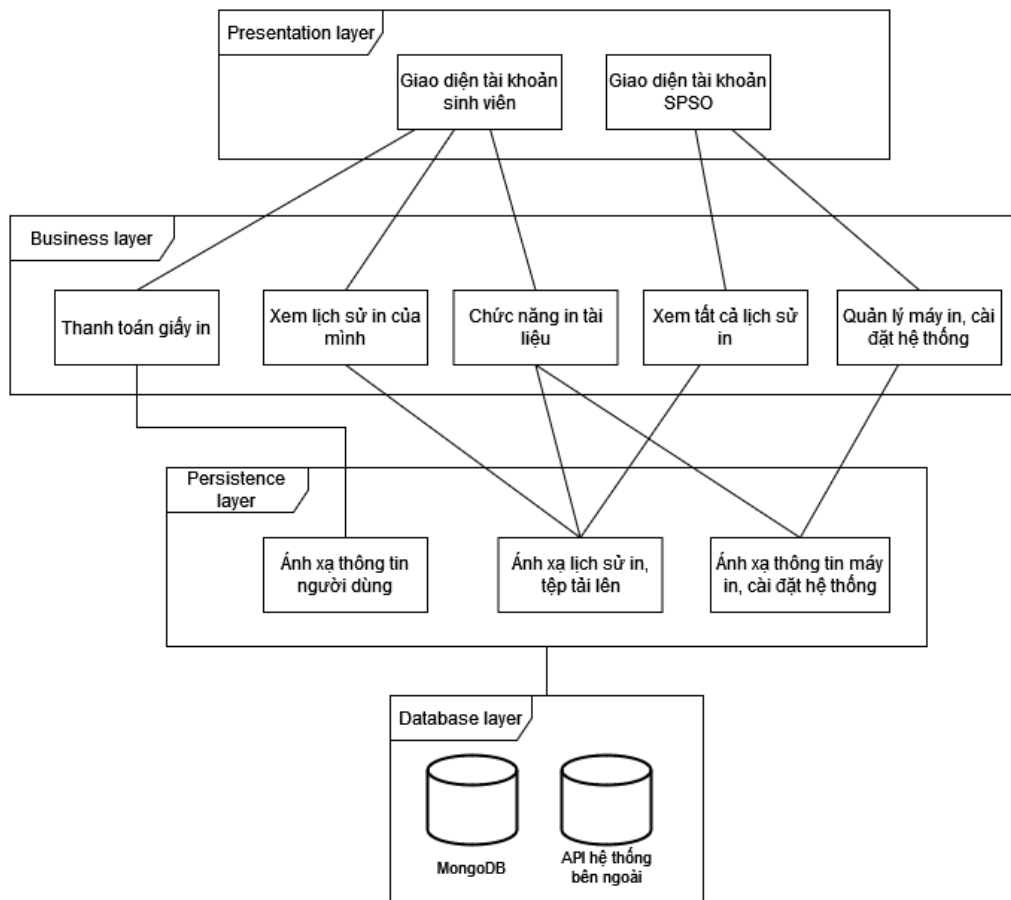 Presentation layer
Giao diện tài khoản
sinh viên
Giao diện tài khoản
SPSO
Business layer
Thanh toán giấy in
Xem lịch sử in của
mình
Chức năng in tài
liệu
Xem tất cả lịch sử
in
Quản lý máy in, cài
đặt hệ thống
Persistence
layer
Ánh xạ thông tin
người dùng
Ánh xạ lịch sử in,
tệp tải lên
Ánh xạ thông tin máy
in, cài đặt hệ thống
Database layer
MongoDB
API hệ thống
bên ngoài